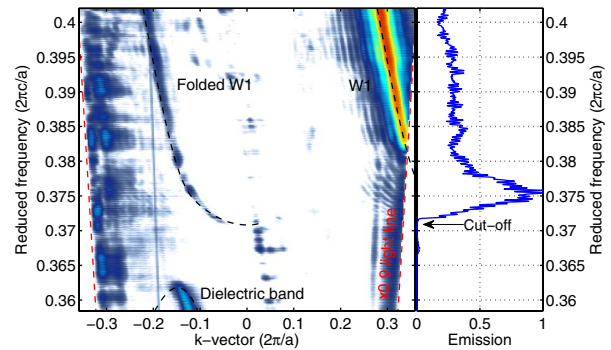 0.4
0.395
0.39
0.385
0.38
0.375
0.37
0.365
0.36
Reduced frequency (2πc/a)
Folded W1
W1
x0.9 light line
Dielectric band
−0.3 −0.2 −0.1 0 0.1 0.2 0.3
k−vector (2π/a)
Cut−off
0 0.5 1
Emission
0.4
0.395
0.39
0.385
0.38
0.375
0.37
0.365
0.36
Reduced frequency (2πc/a)